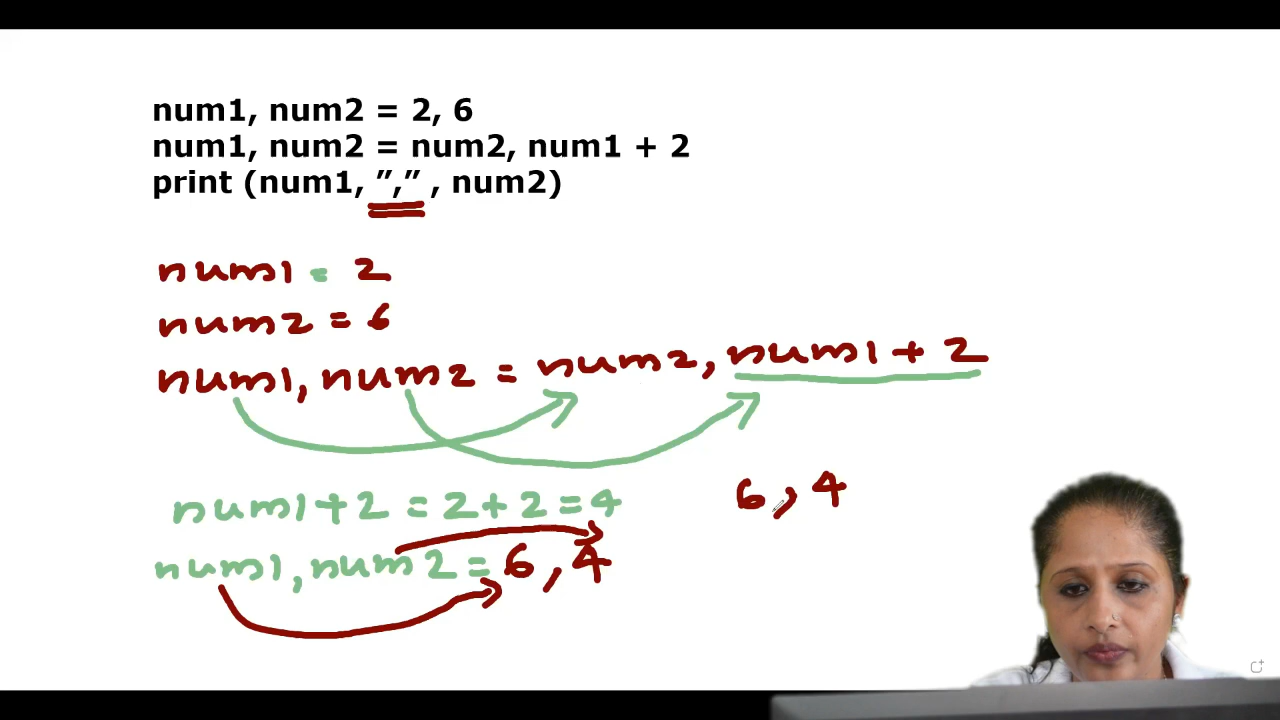 num1, num2 = 2, 6
num1, num2 = num2, num1 + 2
print (num1, ”,” , num2)
num1 = 2
num2 = 6
num1, num2 = num2, num1 + 2
num1+2 = 2+2=4
num1, num2 = 6, 4
6, 4